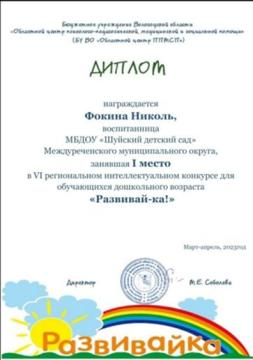 Бюджетное учреждение Вологодской области
«Областной центр психолого-педагогической, медицинской и социальной помощи»
(БУ ВО «Областной центр ППМСП»)
ДИПЛОМ
награждается
Фокина Николь,
воспитанница
МБДОУ «Шуйский детский сад»
Междуреченского муниципального округа,
занявшая I место
в VI региональном интеллектуальном конкурсе для
обучающихся дошкольного возраста
«Развивай-ка!»
Март-апрель, 2023год
Директор М.Е. Соболева
Развивайка